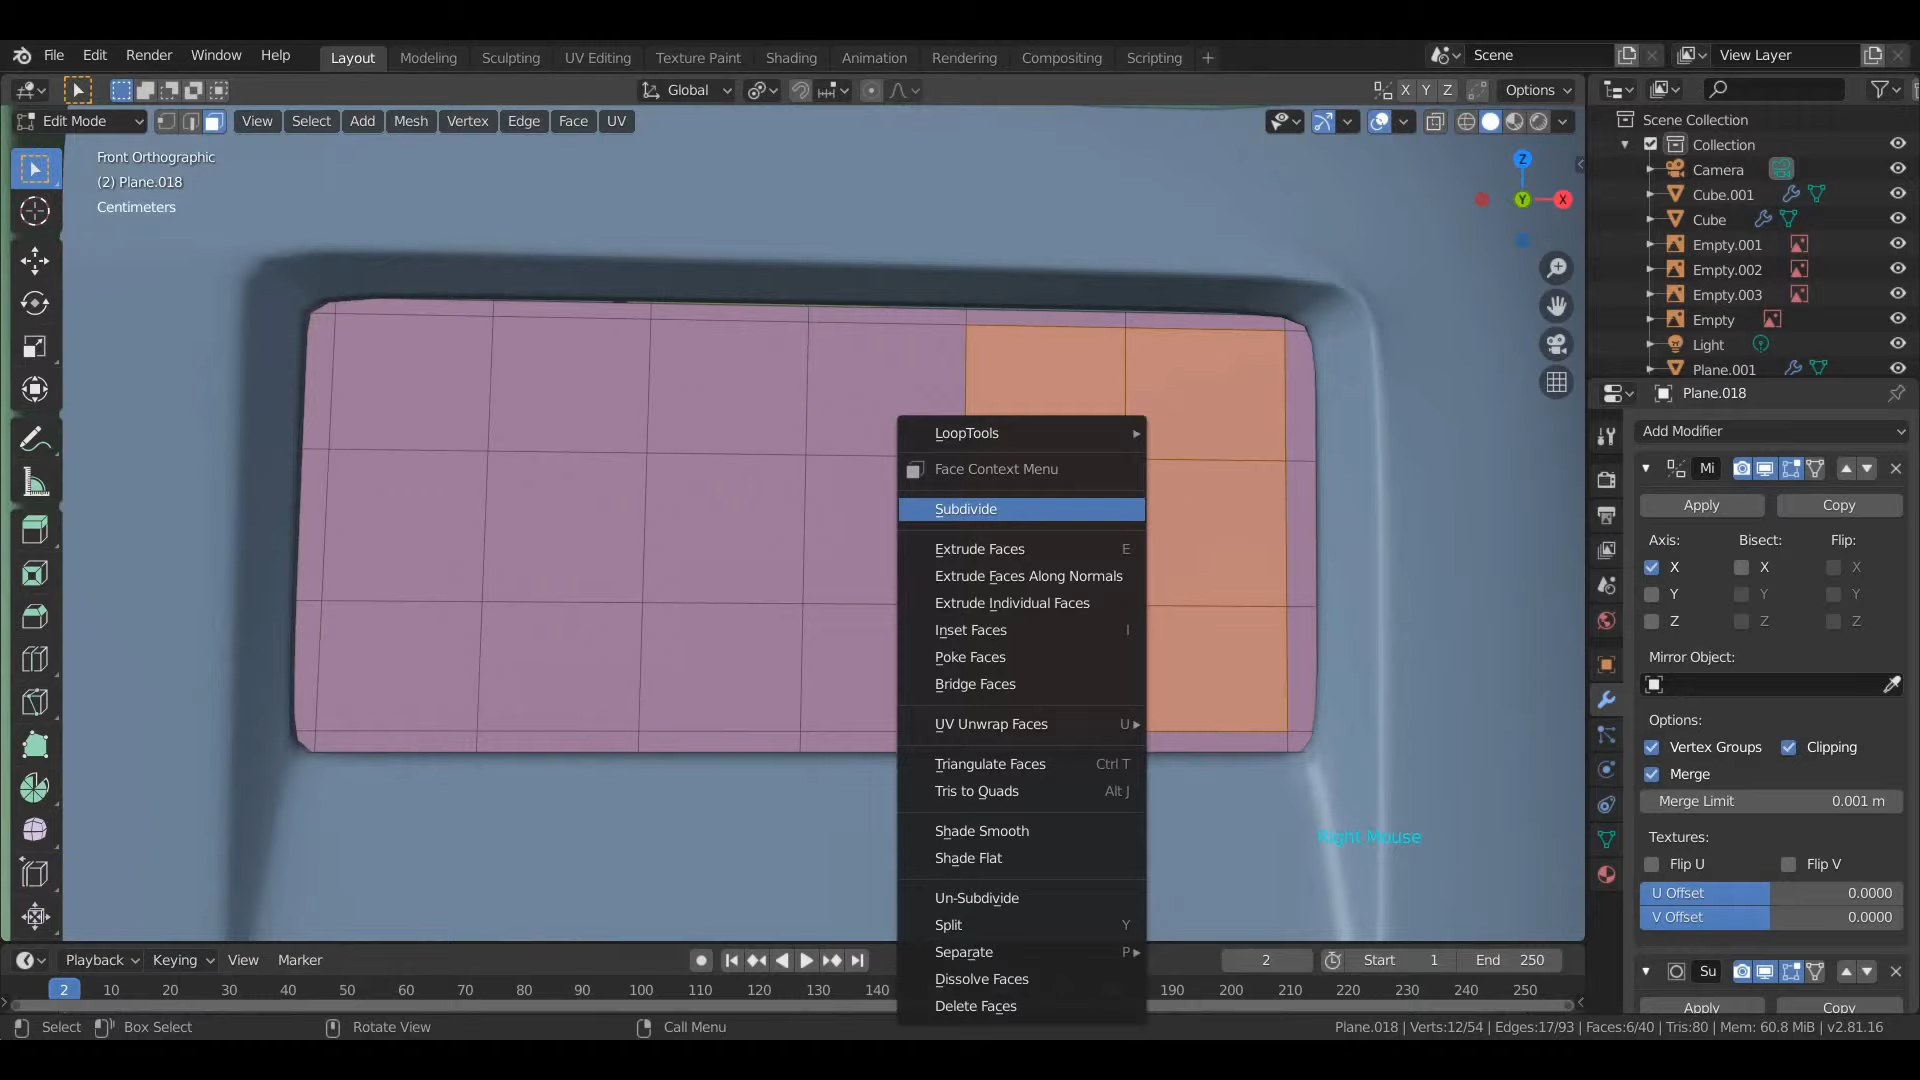 File Edit Render Window Help Layout Modeling Sculpting UV Editing Texture Paint Shading Animation Rendering Compositing Scripting + Scene View Layer
Global X Y Z Options
Edit Mode View Select Add Mesh Vertex Edge Face UV
Front Orthographic
(2) Plane.018
Centimeters
Z
Y
X
Scene Collection
Collection
Camera
Cube.001
Cube
Empty.001
Empty.002
Empty.003
Empty
Light
Plane.001
Plane.018
Add Modifier
Mi
Apply Copy
Axis: Bisect: Flip:
X X X
Y Y Y
Z Z Z
Mirror Object:
Options:
Vertex Groups Clipping
Merge
Merge Limit 0.001 m
Textures:
Flip U Flip V
U Offset 0.0000
V Offset 0.0000
Su
Apply Copy
LoopTools
Face Context Menu
Subdivide
Extrude Faces E
Extrude Faces Along Normals
Extrude Individual Faces
Inset Faces I
Poke Faces
Bridge Faces
UV Unwrap Faces U
Triangulate Faces Ctrl T
Tris to Quads Alt J
Shade Smooth
Shade Flat
Un-Subdivide
Split Y
Separate P
Dissolve Faces
Delete Faces
Right Mouse
Playback Keying View Marker 2 Start 1 End 250
2 10 20 30 40 50 60 70 80 90 100 110 120 130 140 190 200 210 220 230 240 250
Select Box Select Rotate View Call Menu Plane.018 | Verts:12/54 | Edges:17/93 | Faces:6/40 | Tris:80 | Mem: 60.8 MiB | v2.81.16